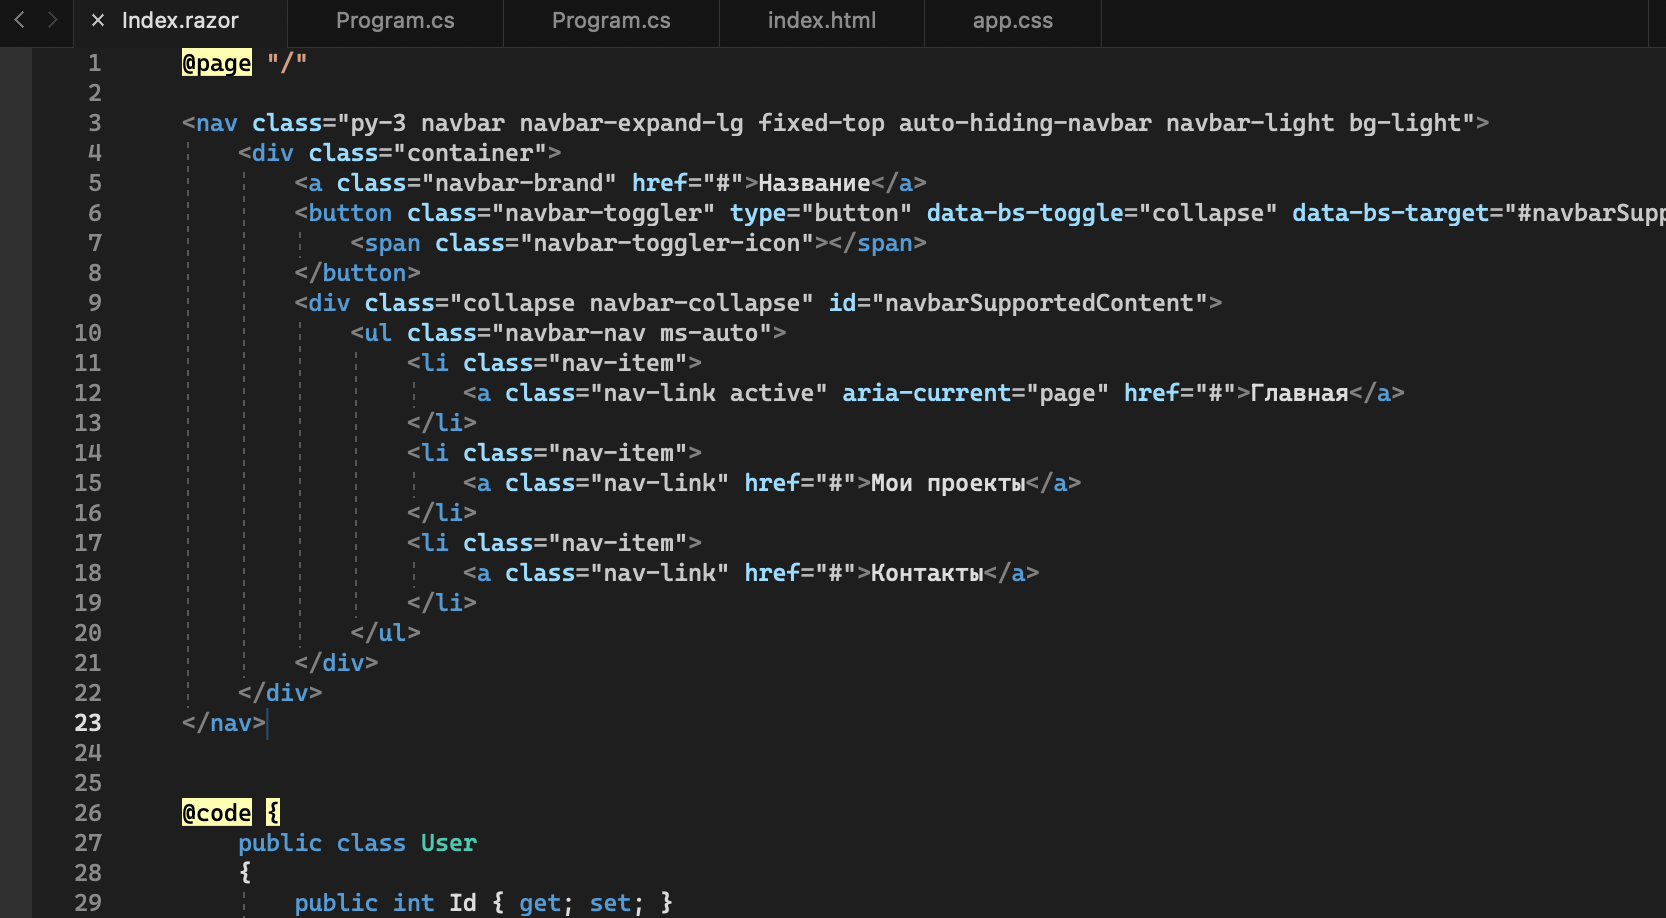 Index.razor Program.cs Program.cs index.html app.css
1 @page "/"
2
3 <nav class="py-3 navbar navbar-expand-lg fixed-top auto-hiding-navbar navbar-light bg-light">
4 <div class="container">
5 <a class="navbar-brand" href="#">Название</a>
6 <button class="navbar-toggler" type="button" data-bs-toggle="collapse" data-bs-target="#navbarSupp
7 <span class="navbar-toggler-icon"></span>
8 </button>
9 <div class="collapse navbar-collapse" id="navbarSupportedContent">
10 <ul class="navbar-nav ms-auto">
11 <li class="nav-item">
12 <a class="nav-link active" aria-current="page" href="#">Главная</a>
13 </li>
14 <li class="nav-item">
15 <a class="nav-link" href="#">Мои проекты</a>
16 </li>
17 <li class="nav-item">
18 <a class="nav-link" href="#">Контакты</a>
19 </li>
20 </ul>
21 </div>
22 </div>
23 </nav>
24
25
26 @code {
27 public class User
28 {
29 public int Id { get; set; }